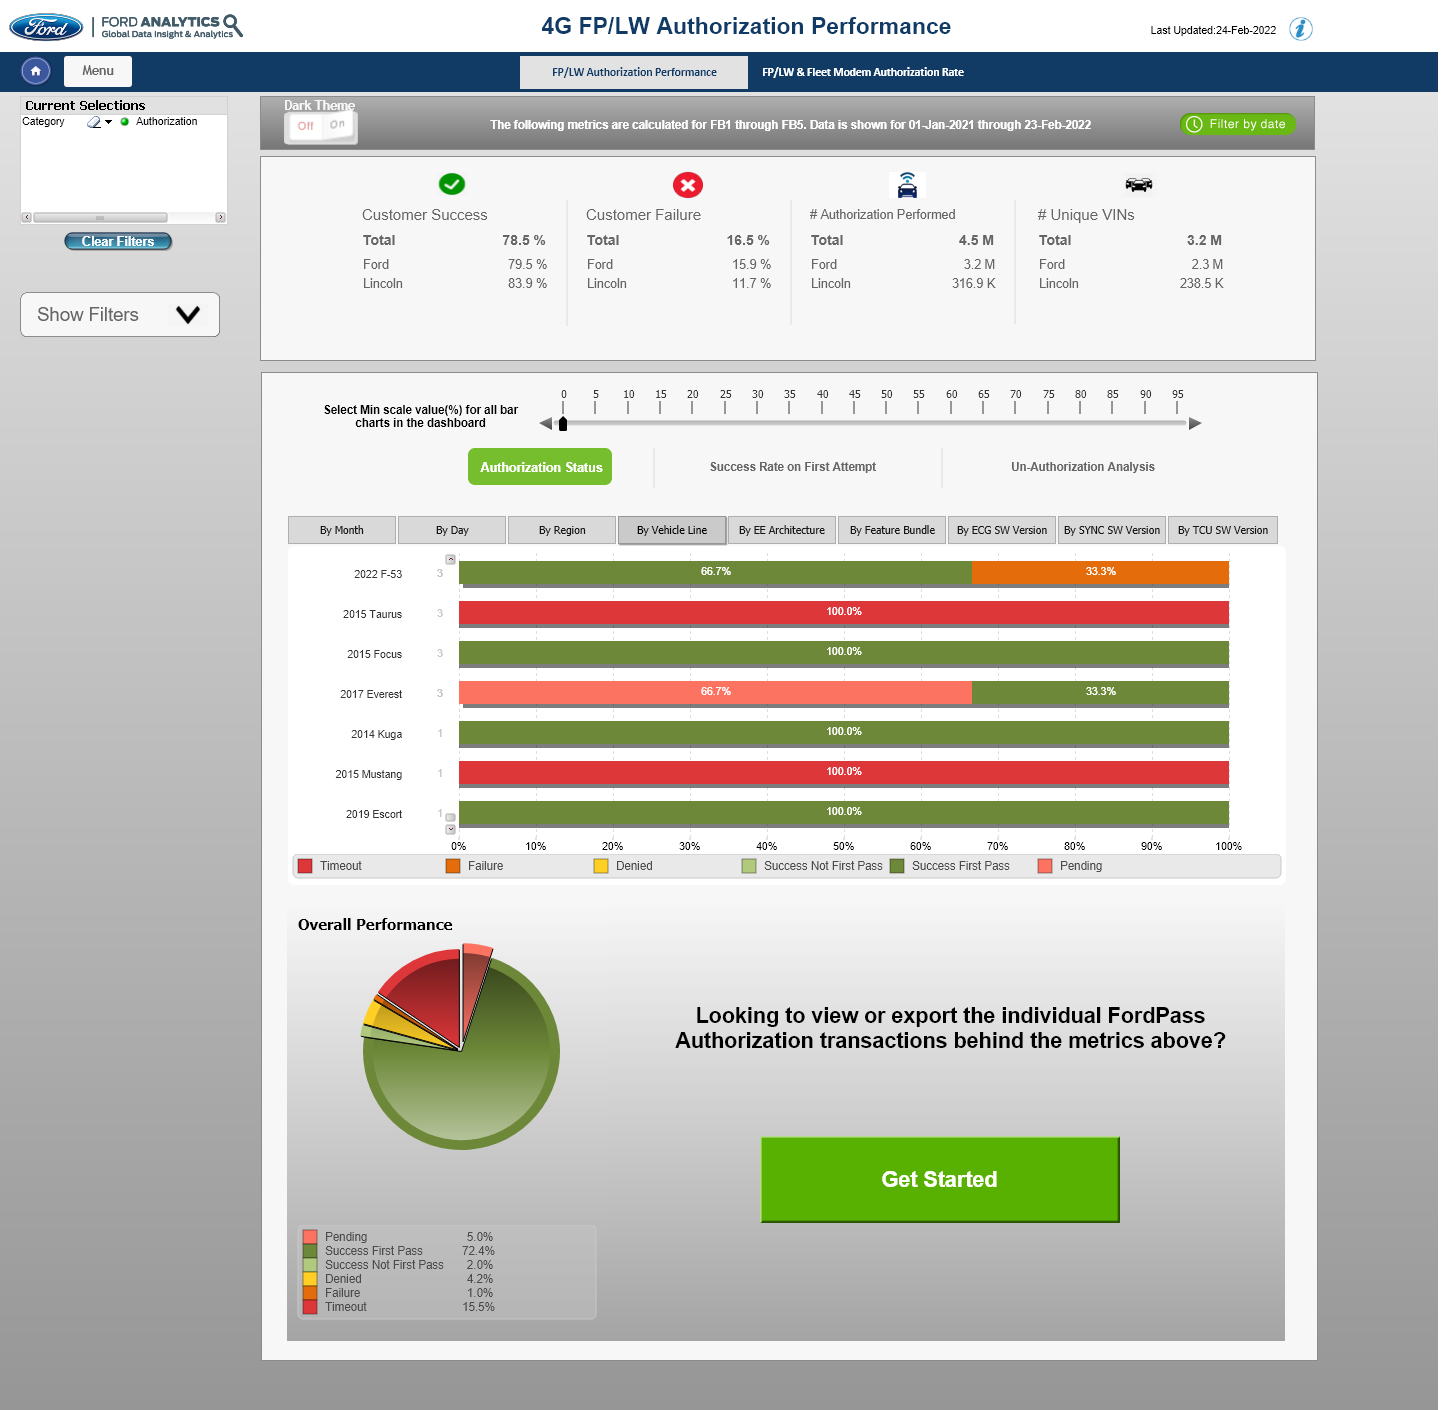 Ford
FORD ANALYTICS
Global Data Insight & Analytics
4G FP/LW Authorization Performance
Last Updated:24-Feb-2022
Menu
FP/LW Authorization Performance
FP/LW & Fleet Modem Authorization Rate
Current Selections
Category Authorization
Clear Filters
Show Filters
Dark Theme
Off On
The following metrics are calculated for FB1 through FB5. Data is shown for 01-Jan-2021 through 23-Feb-2022
Filter by date
Customer Success
Total 78.5 %
Ford 79.5 %
Lincoln 83.9 %
Customer Failure
Total 16.5 %
Ford 15.9 %
Lincoln 11.7 %
# Authorization Performed
Total 4.5 M
Ford 3.2 M
Lincoln 316.9 K
# Unique VINs
Total 3.2 M
Ford 2.3 M
Lincoln 238.5 K
Select Min scale value(%) for all bar
charts in the dashboard
0 5 10 15 20 25 30 35 40 45 50 55 60 65 70 75 80 85 90 95
Authorization Status
Success Rate on First Attempt
Un-Authorization Analysis
By Month By Day By Region By Vehicle Line By EE Architecture By Feature Bundle By ECG SW Version By SYNC SW Version By TCU SW Version
2022 F-53 3 66.7% 33.3%
2015 Taurus 3 100.0%
2015 Focus 3 100.0%
2017 Everest 3 66.7% 33.3%
2014 Kuga 1 100.0%
2015 Mustang 1 100.0%
2019 Escort 1 100.0%
0% 10% 20% 30% 40% 50% 60% 70% 80% 90% 100%
Timeout Failure Denied Success Not First Pass Success First Pass Pending
Overall Performance
Looking to view or export the individual FordPass
Authorization transactions behind the metrics above?
Get Started
Pending 5.0%
Success First Pass 72.4%
Success Not First Pass 2.0%
Denied 4.2%
Failure 1.0%
Timeout 15.5%